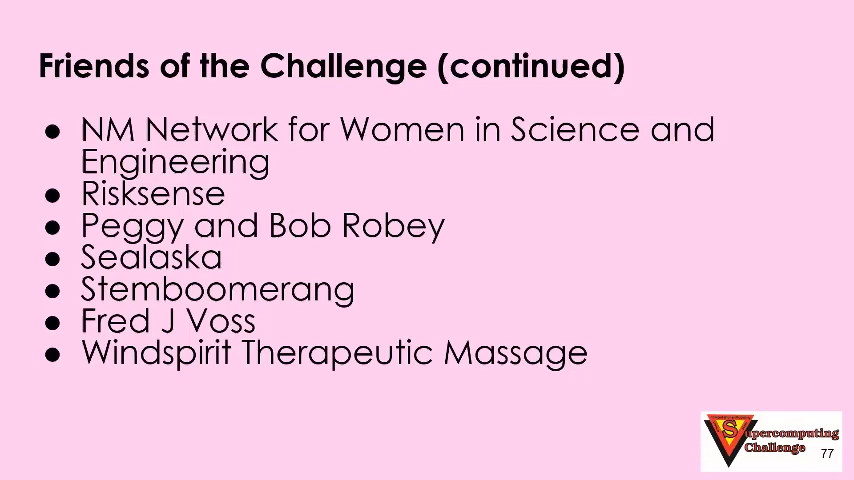 Friends of the Challenge (continued)
● NM Network for Women in Science and
Engineering
● Risksense
● Peggy and Bob Robey
● Sealaska
● Stemboomerang
● Fred J Voss
● Windspirit Therapeutic Massage
Supercomputing
Challenge
77